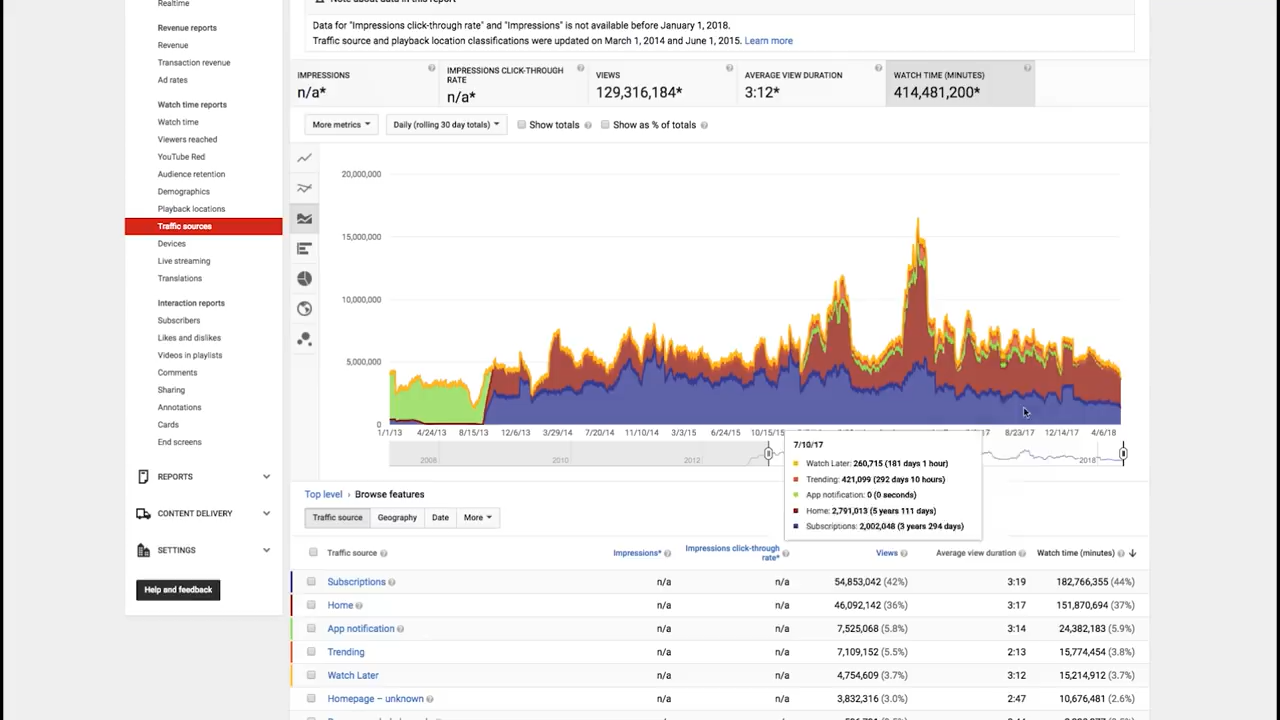 Realtime
Revenue reports
Revenue
Transaction revenue
Ad rates
Watch time reports
Watch time
Viewers reached
YouTube Red
Audience retention
Demographics
Playback locations
Traffic sources
Devices
Live streaming
Translations
Interaction reports
Subscribers
Likes and dislikes
Videos in playlists
Comments
Sharing
Annotations
Cards
End screens
REPORTS
CONTENT DELIVERY
SETTINGS
Help and feedback
Note about data in this report
Data for "Impressions click-through rate" and "Impressions" is not available before January 1, 2018.
Traffic source and playback location classifications were updated on March 1, 2014 and June 1, 2015. Learn more
IMPRESSIONS
n/a*
IMPRESSIONS CLICK-THROUGH
RATE
n/a*
VIEWS
129,316,184*
AVERAGE VIEW DURATION
3:12*
WATCH TIME (MINUTES)
414,481,200*
More metrics Daily (rolling 30 day totals) Show totals Show as % of totals
20,000,000
15,000,000
10,000,000
5,000,000
0
1/1/13 4/24/13 8/15/13 12/6/13 3/29/14 7/20/14 11/10/14 3/3/15 6/24/15 10/15/15 8/23/17 12/14/17 4/6/18
2008 2010 2012 2018
7/10/17
Watch Later: 260,715 (181 days 1 hour)
Trending: 421,099 (292 days 10 hours)
App notification: 0 (0 seconds)
Home: 2,791,013 (5 years 111 days)
Subscriptions: 2,002,048 (3 years 294 days)
Top level › Browse features
Traffic source Geography Date More
Traffic source Impressions* Impressions click-through rate* Views Average view duration Watch time (minutes)
Subscriptions n/a n/a 54,853,042 (42%) 3:19 182,766,355 (44%)
Home n/a n/a 46,092,142 (36%) 3:17 151,870,694 (37%)
App notification n/a n/a 7,525,068 (5.8%) 3:14 24,382,183 (5.9%)
Trending n/a n/a 7,109,152 (5.5%) 2:13 15,774,454 (3.8%)
Watch Later n/a n/a 4,754,609 (3.7%) 3:12 15,214,912 (3.7%)
Homepage – unknown n/a n/a 3,832,316 (3.0%) 2:47 10,676,481 (2.6%)